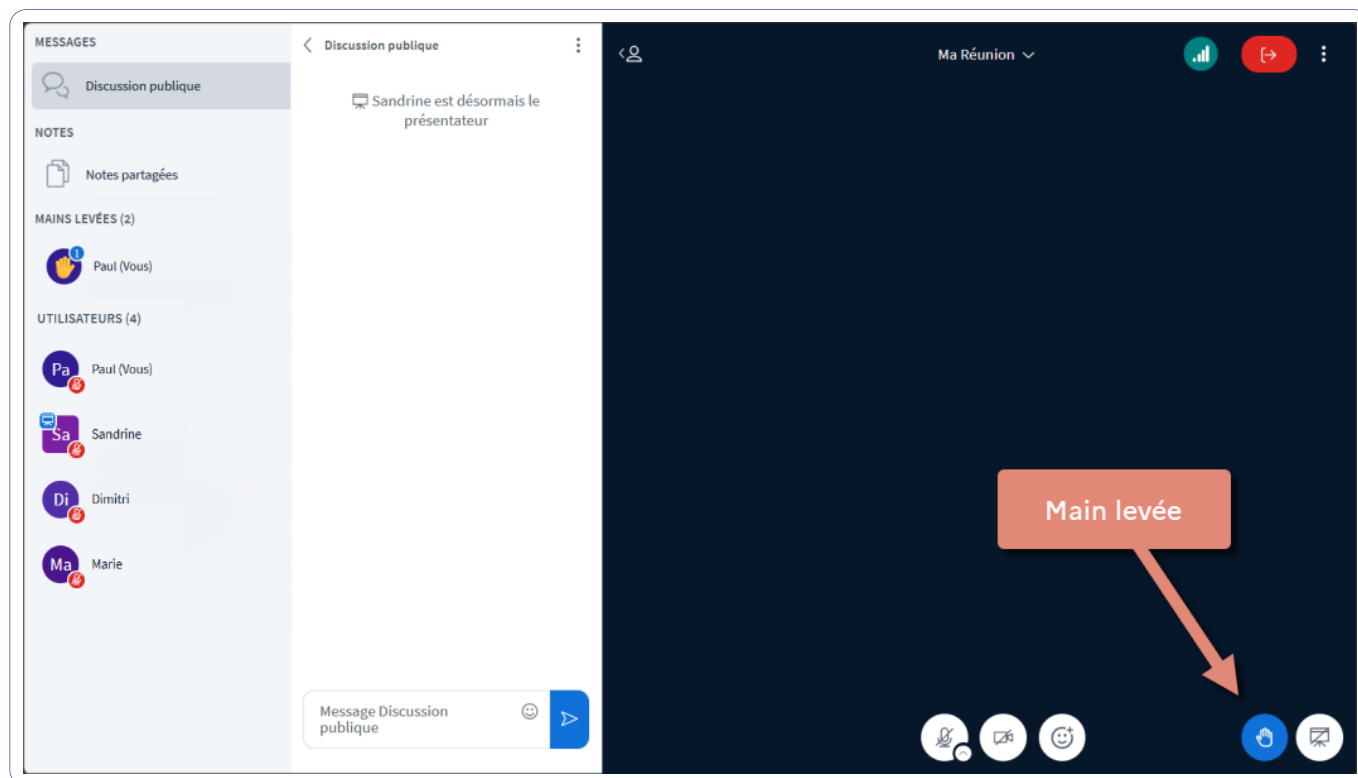 MESSAGES
Discussion publique
NOTES
Notes partagées
MAINS LEVÉES (2)
1
Paul (Vous)
UTILISATEURS (4)
Pa
Paul (Vous)
Sa
Sandrine
Di
Dimitri
Ma
Marie
Discussion publique
Sandrine est désormais le
présentateur
Message Discussion
publique
Ma Réunion
Main levée